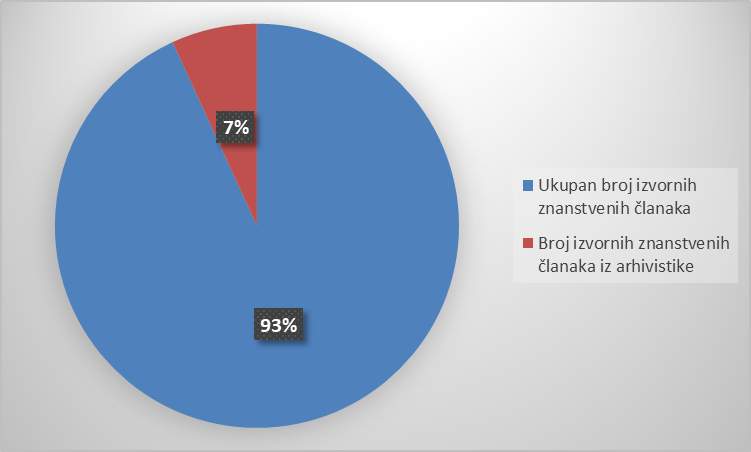 7%
93%
Ukupan broj izvornih
znanstvenih članaka
Broj izvornih znanstvenih
članaka iz arhivistike